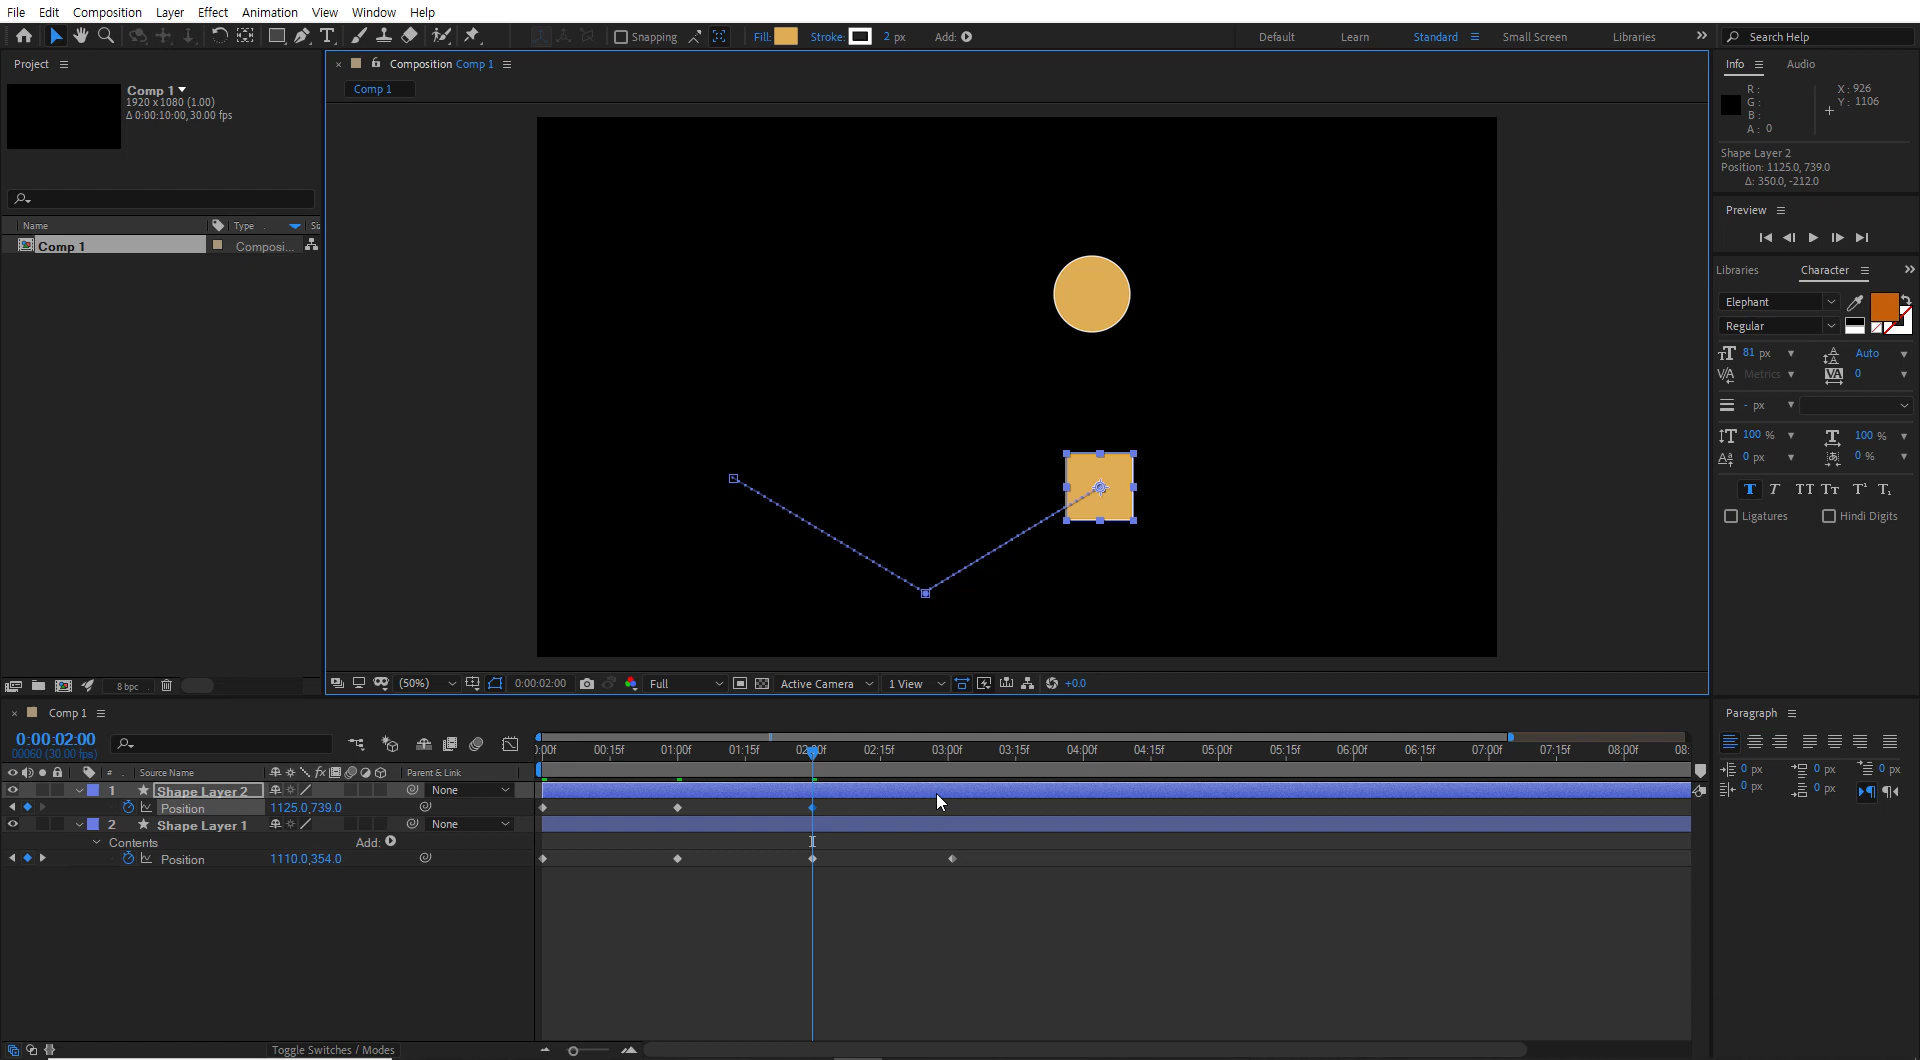 File Edit Composition Layer Effect Animation View Window Help
Snapping Fill: Stroke: 2 px Add: Default Learn Standard Small Screen Libraries Search Help
Project
Comp 1
1920 x 1080 (1.00)
Δ 0:00:10:00, 30.00 fps
Name Type
Comp 1 Composi...
8 bpc
× Composition Comp 1
Comp 1
(50%) 0:00:02:00 Full Active Camera 1 View +0.0
Info Audio
R :
G :
B :
A : 0
X : 926
Y : 1106
Shape Layer 2
Position: 1125.0, 739.0
Δ: 350.0, -212.0
Preview
Libraries Character
Elephant
Regular
81 px Auto
Metrics 0
- px
100 % 100 %
0 px 0 %
T T TT Tt T¹ T₁
Ligatures Hindi Digits
× Comp 1
0:00:02:00
00060 (30.00 fps)
:00f 00:15f 01:00f 01:15f 02:00f 02:15f 03:00f 03:15f 04:00f 04:15f 05:00f 05:15f 06:00f 06:15f 07:00f 07:15f 08:00f 08:
# Source Name fx Parent & Link
1 Shape Layer 2 None
Position 1125.0,739.0
2 Shape Layer 1 None
Contents Add:
Position 1110.0,354.0
Toggle Switches / Modes
Paragraph
0 px 0 px 0 px
0 px 0 px